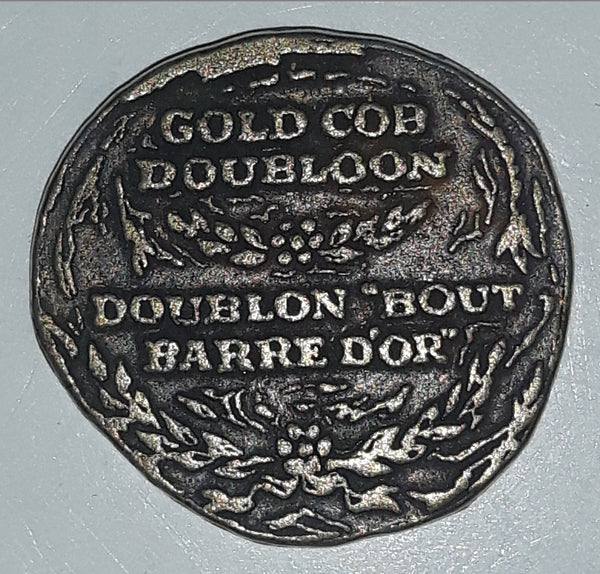 GOLD COB
DOUBLOON
DOUBLON "BOUT
BARRE D'OR"